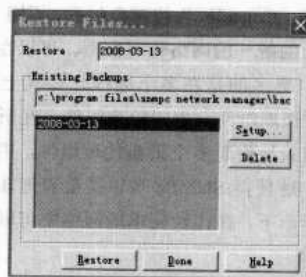 Restore Files...
Restore 2008-03-13
Existing Backups
c:\program files\snmpc network manager\bac
2008-03-13
Setup...
Delete
Restore Done Help